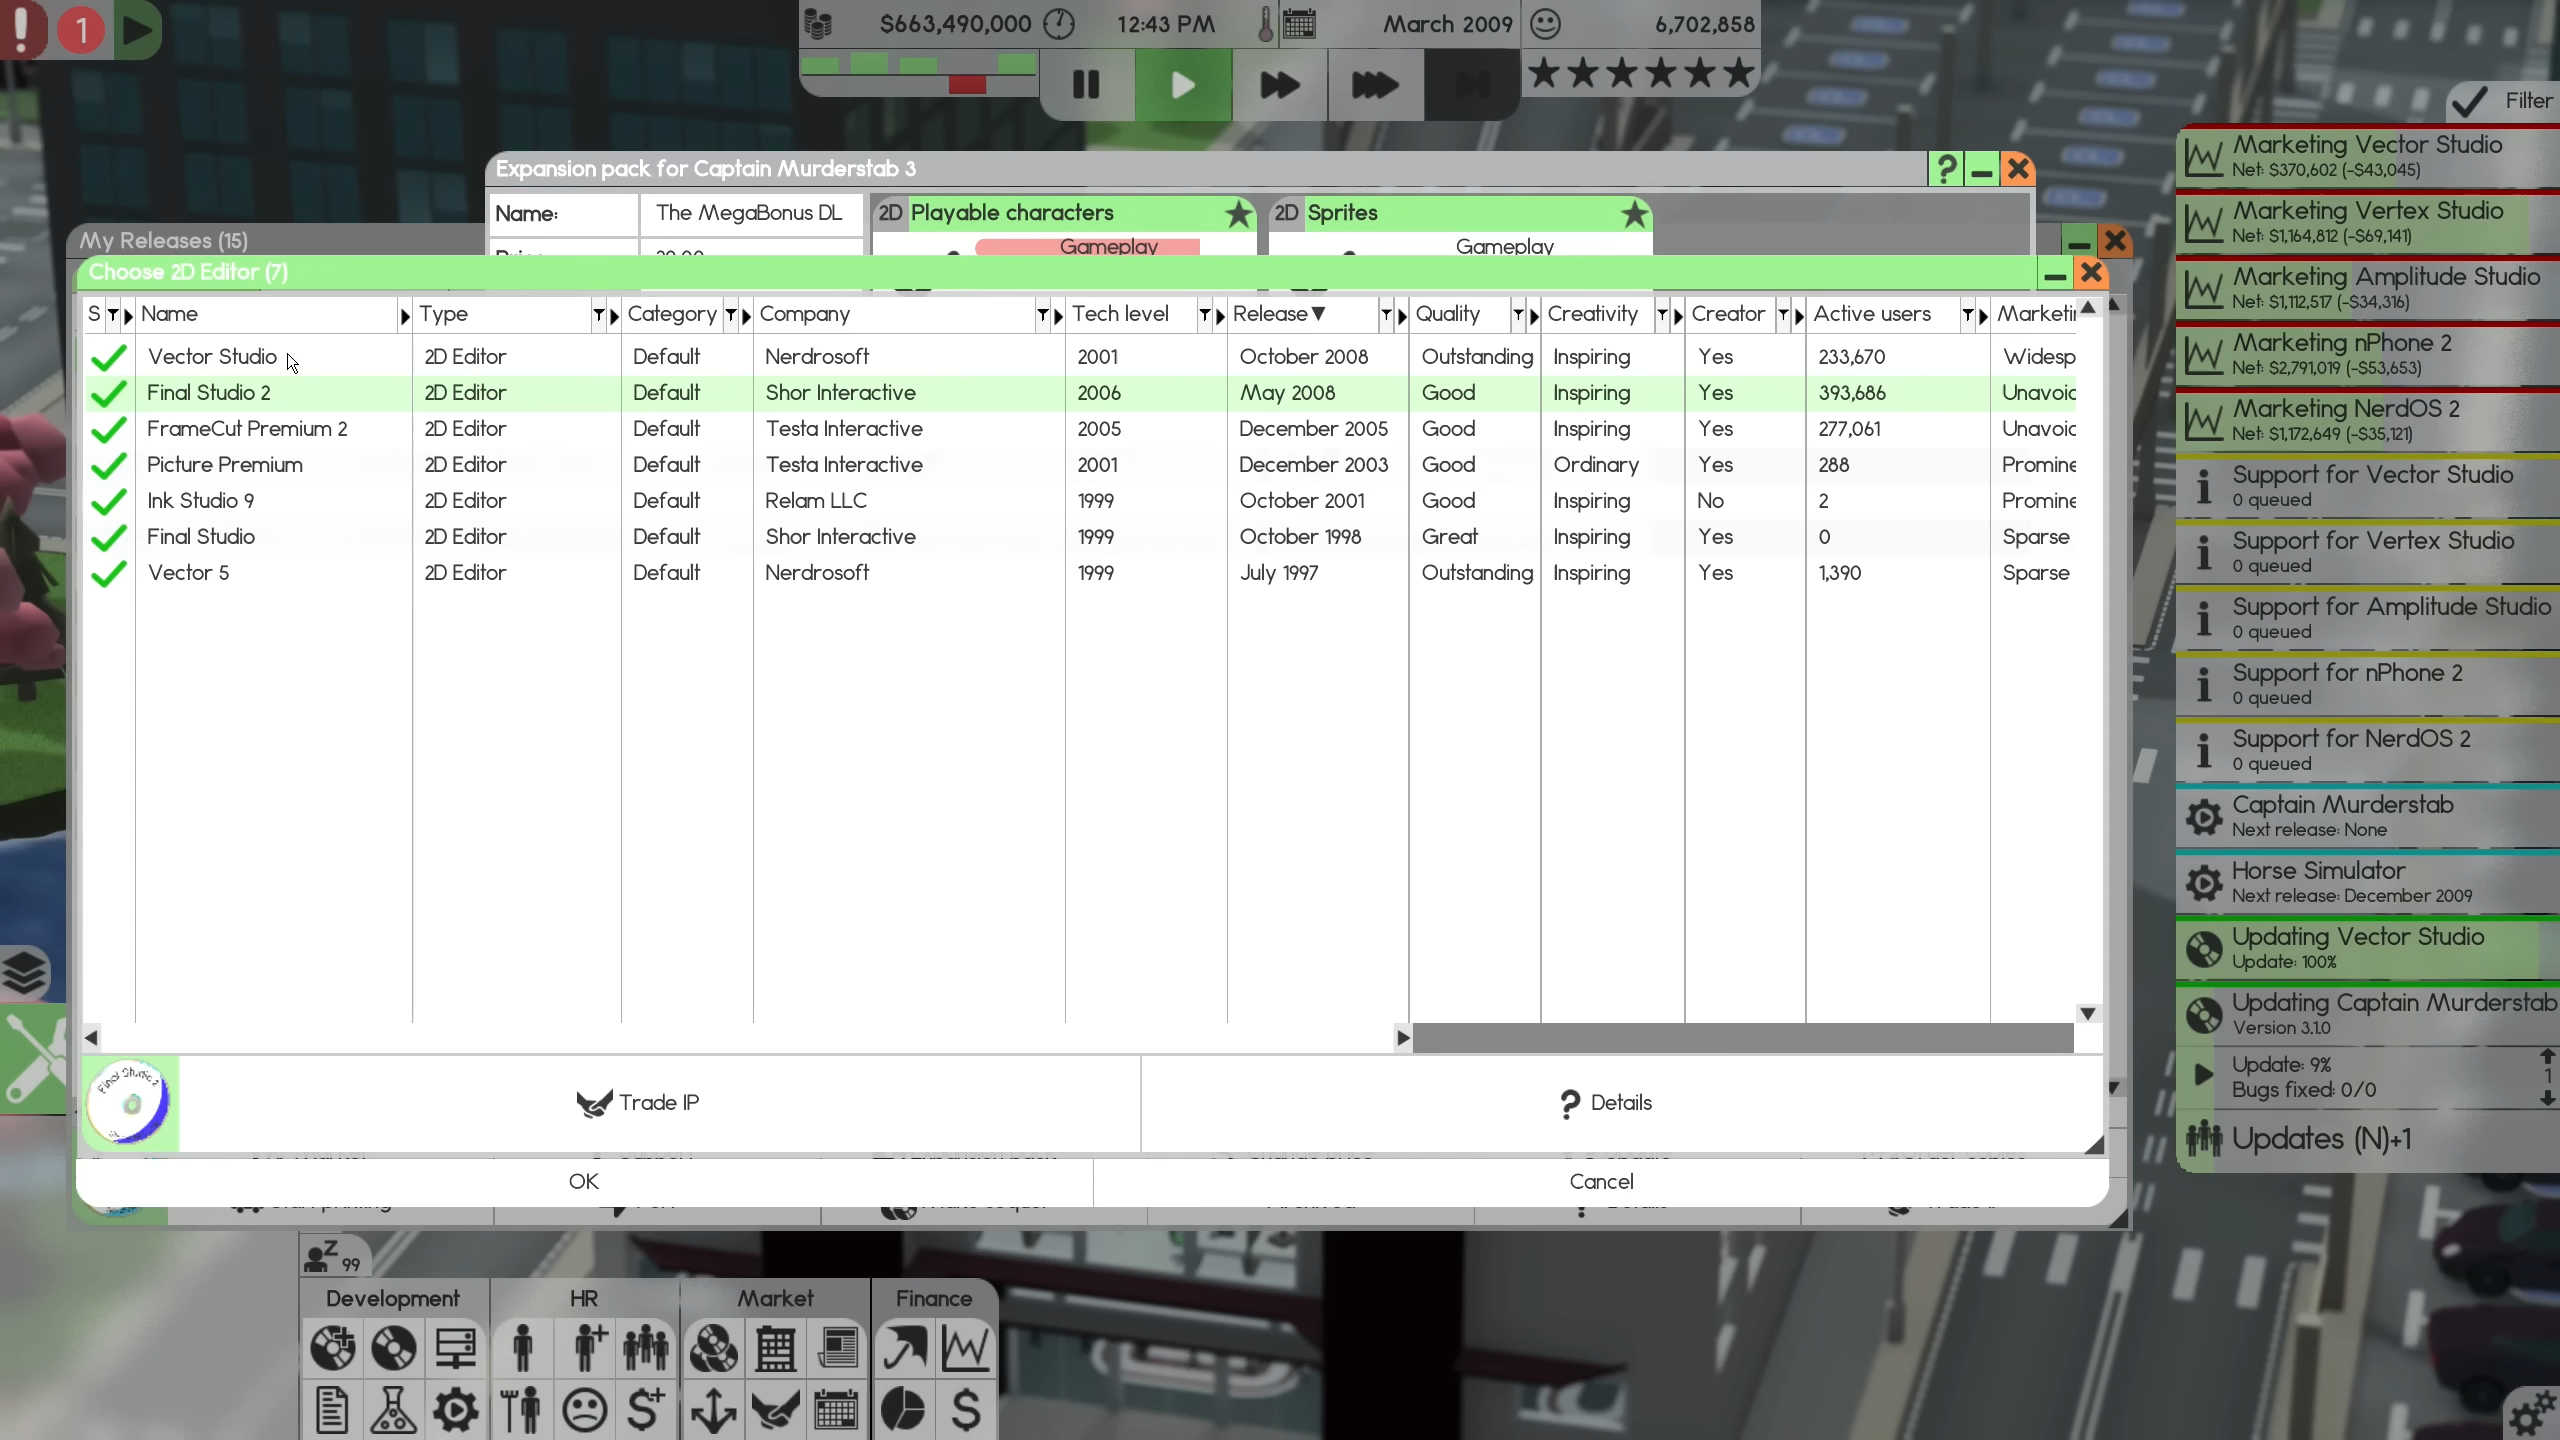 1
$663,490,000
12:43 PM
March 2009
6,702,858
Filter
Expansion pack for Captain Murderstab 3
?
Name:
The MegaBonus DL
2D Playable characters
2D Sprites
Gameplay
Gameplay
My Releases (15)
Choose 2D Editor (7)
S Name Type Category Company Tech level Release Quality Creativity Creator Active users Marketi
Vector Studio 2D Editor Default Nerdrosoft 2001 October 2008 Outstanding Inspiring Yes 233,670 Widesp
Final Studio 2 2D Editor Default Shor Interactive 2006 May 2008 Good Inspiring Yes 393,686 Unavoic
FrameCut Premium 2 2D Editor Default Testa Interactive 2005 December 2005 Good Inspiring Yes 277,061 Unavoic
Picture Premium 2D Editor Default Testa Interactive 2001 December 2003 Good Ordinary Yes 288 Promine
Ink Studio 9 2D Editor Default Relam LLC 1999 October 2001 Good Inspiring No 2 Promine
Final Studio 2D Editor Default Shor Interactive 1999 October 1998 Great Inspiring Yes 0 Sparse
Vector 5 2D Editor Default Nerdrosoft 1999 July 1997 Outstanding Inspiring Yes 1,390 Sparse
Final Studio 2
Trade IP
? Details
OK
Cancel
Marketing Vector Studio
Net: $370,602 (-$43,045)
Marketing Vertex Studio
Net: $1,164,812 (-$69,141)
Marketing Amplitude Studio
Net: $1,112,517 (-$34,316)
Marketing nPhone 2
Net: $2,791,019 (-$53,653)
Marketing NerdOS 2
Net: $1,172,649 (-$35,121)
Support for Vector Studio
0 queued
Support for Vertex Studio
0 queued
Support for Amplitude Studio
0 queued
Support for nPhone 2
0 queued
Support for NerdOS 2
0 queued
Captain Murderstab
Next release: None
Horse Simulator
Next release: December 2009
Updating Vector Studio
Update: 100%
Updating Captain Murderstab
Version 3.1.0
Update: 9%
Bugs fixed: 0/0
1
Updates (N)+1
Z
99
Development
HR
Market
Finance